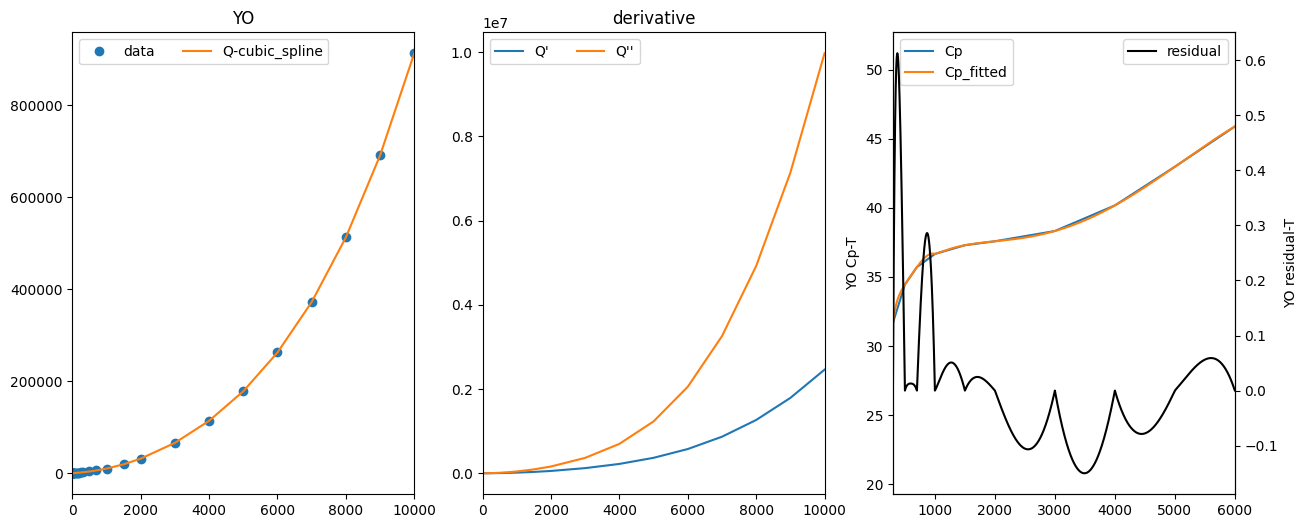 YO
data
Q-cubic_spline
800000
600000
400000
200000
0
0 2000 4000 6000 8000 10000
derivative
1e7
Q'
Q''
1.0
0.8
0.6
0.4
0.2
0.0
0 2000 4000 6000 8000 10000
Cp
Cp_fitted
residual
YO Cp-T
50
45
40
35
30
25
20
1000 2000 3000 4000 5000 6000
0.6
0.5
0.4
0.3
0.2
0.1
0.0
−0.1
YO residual-T